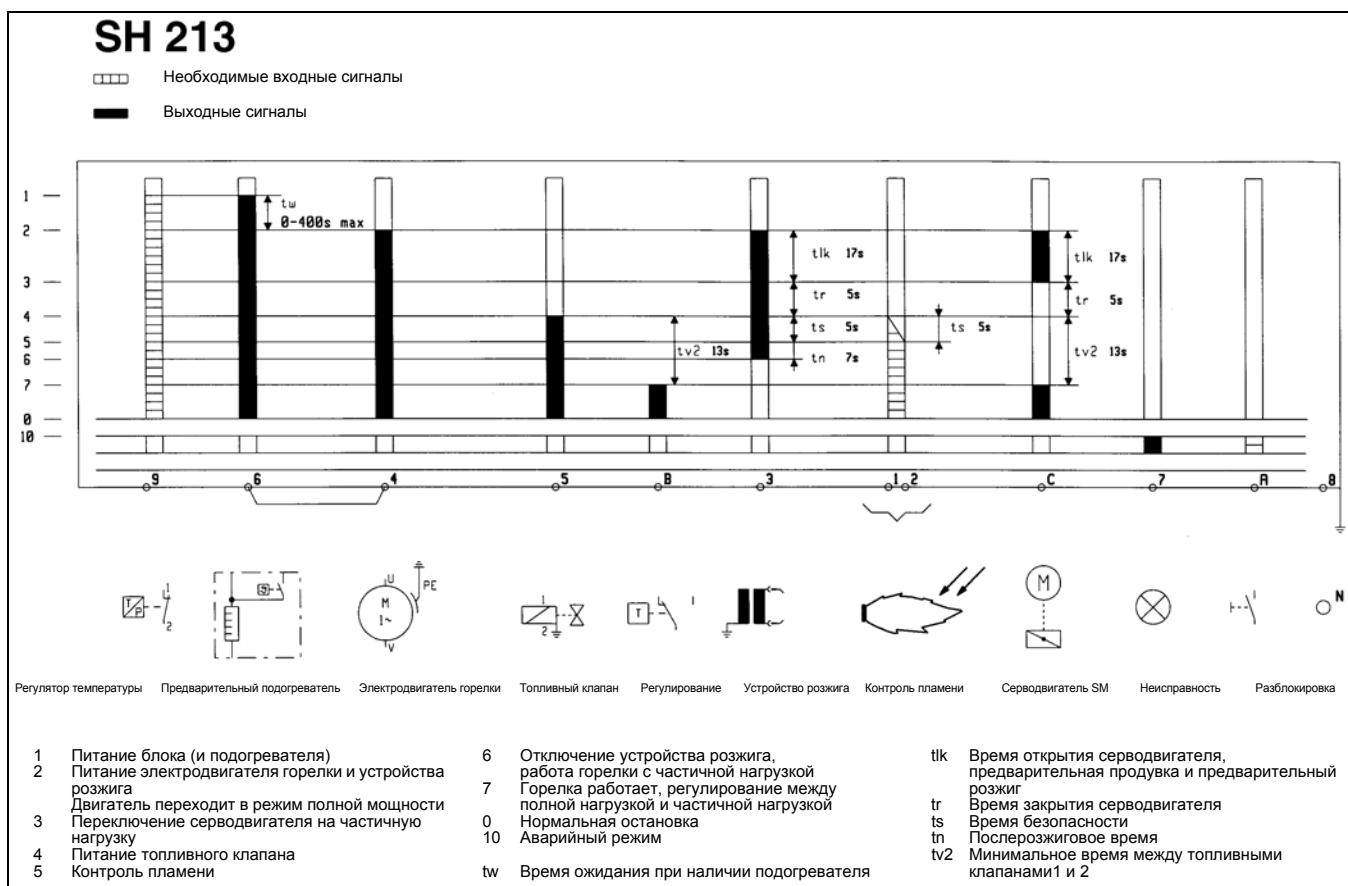 SH 213
Необходимые входные сигналы
Выходные сигналы
1
tw
0-400s max
2
tlk 17s
tlk 17s
3
tr 5s
tr 5s
4
ts 5s
ts 5s
5
tv2 13s
tv2 13s
6
tn 7s
7
0
10
9 6 4 5 B 3 1 2 C 7 A 8
T P 1 2
ϑ
U PE
M
1~
V
1
2
T
M
N
Регулятор температуры Предварительный подогреватель Электродвигатель горелки Топливный клапан Регулирование Устройство розжига Контроль пламени Серводвигатель SM Неисправность Разблокировка
1 Питание блока (и подогревателя)
2 Питание электродвигателя горелки и устройства
розжига
Двигатель переходит в режим полной мощности
3 Переключение серводвигателя на частичную
нагрузку
4 Питание топливного клапана
5 Контроль пламени
6 Отключение устройства розжига,
работа горелки с частичной нагрузкой
7 Горелка работает, регулирование между
полной нагрузкой и частичной нагрузкой
0 Нормальная остановка
10 Аварийный режим
tw Время ожидания при наличии подогревателя
tlk Время открытия серводвигателя,
предварительная продувка и предварительный
розжиг
tr Время закрытия серводвигателя
ts Время безопасности
tn Послерозжиговое время
tv2 Минимальное время между топливными
клапанами1 и 2